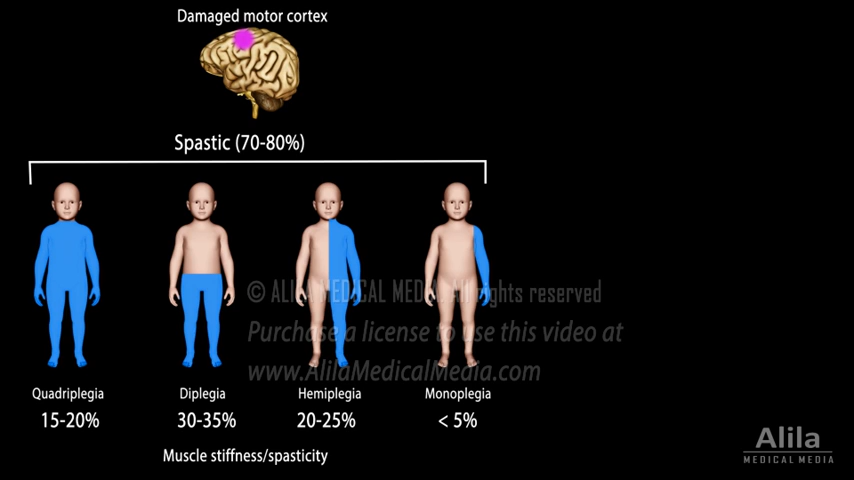 Damaged motor cortex
Spastic (70-80%)
© ALILA MEDICAL MEDIA All rights reserved
Purchase a license to use this video at
www.AlilaMedicalMedia.com
Quadriplegia
Diplegia
Hemiplegia
Monoplegia
15-20%
30-35%
20-25%
< 5%
Muscle stiffness/spasticity
Alila
MEDICAL MEDIA